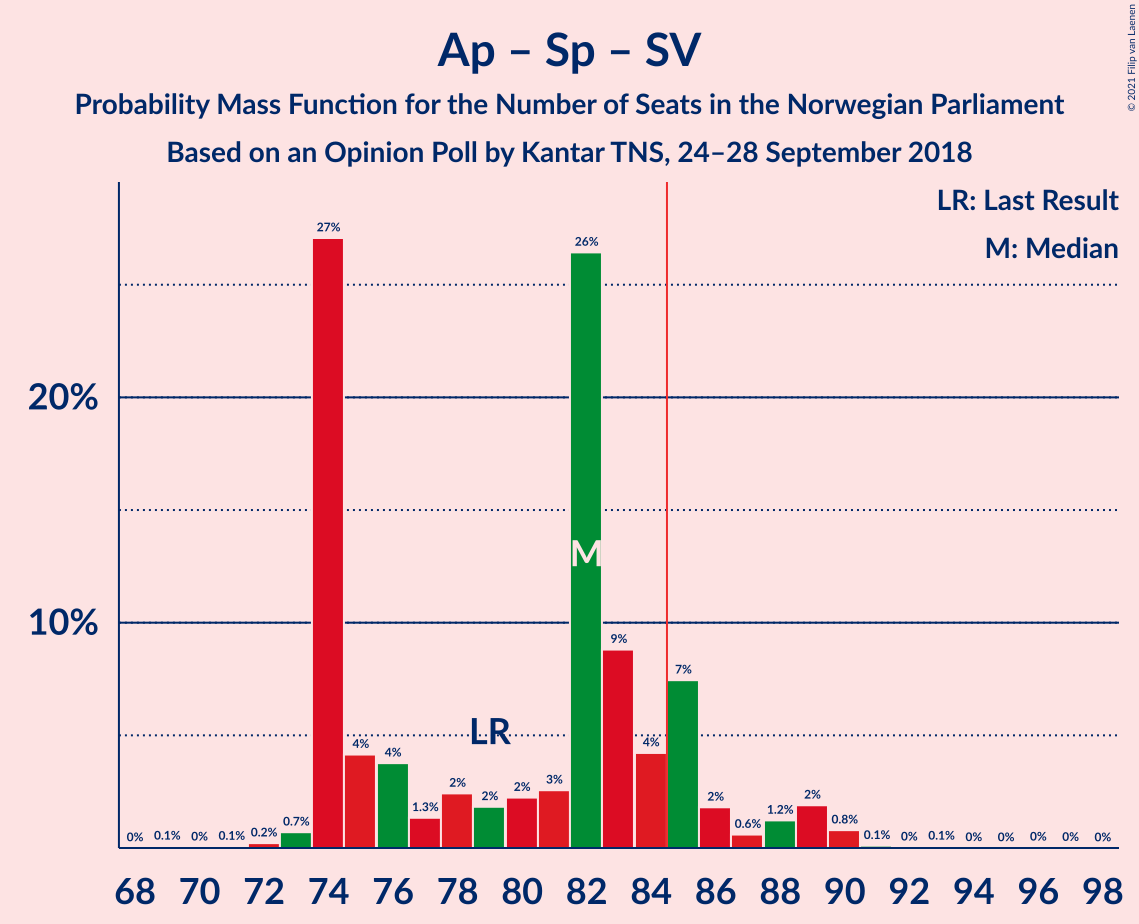 Ap – Sp – SV
Probability Mass Function for the Number of Seats in the Norwegian Parliament
Based on an Opinion Poll by Kantar TNS, 24–28 September 2018
© 2021 Filip van Laenen
LR: Last Result
M: Median
20%
10%
0% 0.1% 0% 0.1% 0.2% 0.7% 27% 4% 4% 1.3% 2% 2% 2% 3% 26% 9% 4% 7% 2% 0.6% 1.2% 2% 0.8% 0.1% 0% 0.1% 0% 0% 0% 0% 0%
LR
M
68 70 72 74 76 78 80 82 84 86 88 90 92 94 96 98